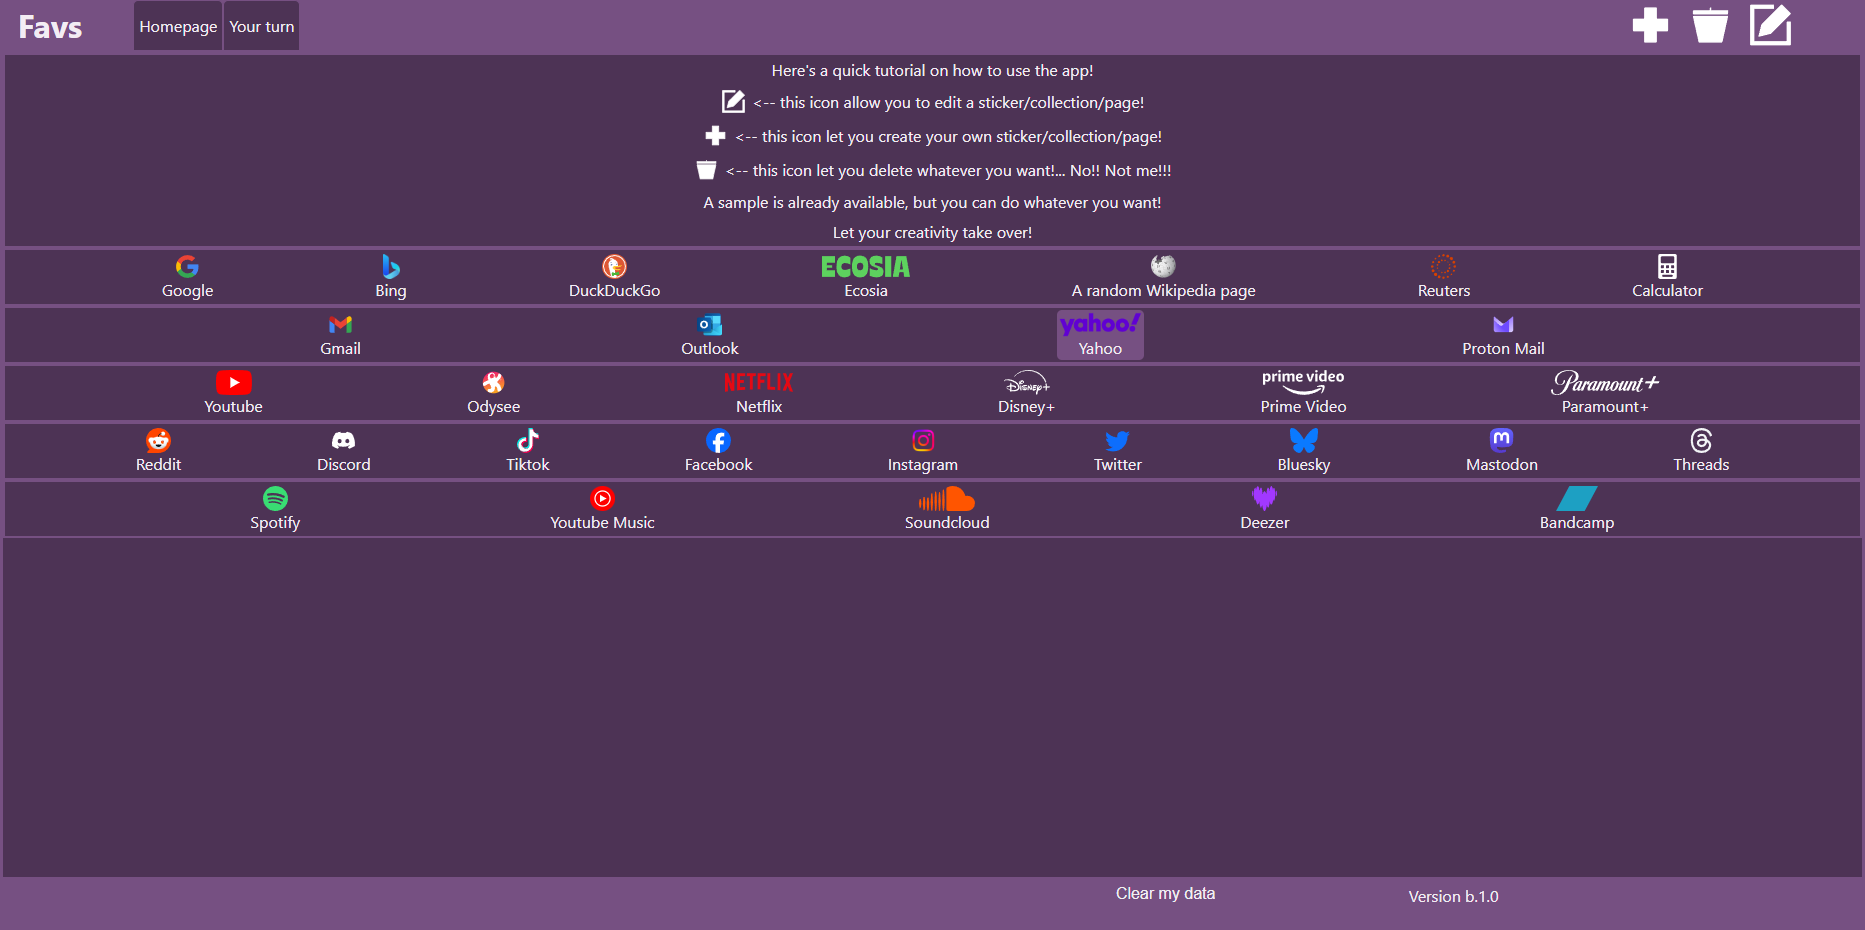 Favs
Homepage
Your turn
Here's a quick tutorial on how to use the app!
<-- this icon allow you to edit a sticker/collection/page!
<-- this icon let you create your own sticker/collection/page!
<-- this icon let you delete whatever you want!... No!! Not me!!!
A sample is already available, but you can do whatever you want!
Let your creativity take over!
ECOSIA
Google Bing DuckDuckGo Ecosia A random Wikipedia page Reuters Calculator
yahoo!
Gmail Outlook Yahoo Proton Mail
NETFLIX Disney+ prime video Paramount+
Youtube Odysee Netflix Disney+ Prime Video Paramount+
Reddit Discord Tiktok Facebook Instagram Twitter Bluesky Mastodon Threads
Spotify Youtube Music Soundcloud Deezer Bandcamp
Clear my data
Version b.1.0